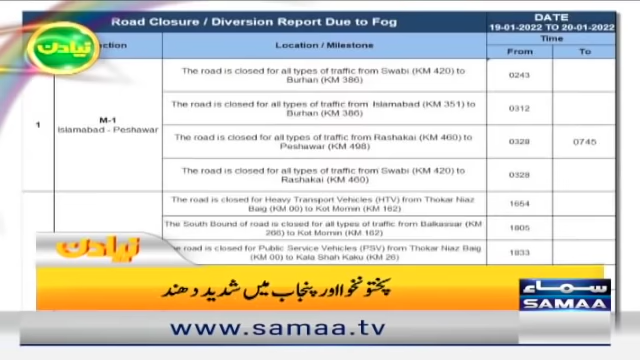 Road Closure / Diversion Report Due to Fog
DATE
19-01-2022 TO 20-01-2022
نیا دن
ction
Location / Milestone
Time
From
To
The road is closed for all types of traffic from Swabi (KM 420) to
Burhan (KM 386)
0243
The road is closed for all types of traffic from Islamabad (KM 351) to
Burhan (KM 386)
0312
1
M-1
Islamabad - Peshawar
The road is closed for all types of traffic from Rashakai (KM 460) to
Peshawar (KM 498)
0328
0745
The road is closed for all types of traffic from Swabi (KM 420) to
Rashakai (KM 460)
0328
The road is closed for Heavy Transport Vehicles (HTV) from Thokar Niaz
Baig (KM 00) to Kot Momin (KM 162)
1654
The South Bound of road is closed for all types of traffic from Balkassar (KM
266) to Kot Momin (KM 162)
1805
e road is closed for Public Service Vehicles (PSV) from Thokar Niaz Baig
(KM 00) to Kala Shah Kaku (KM 26)
1833
نیا دن
پختونخوا اور پنجاب میں شدید دھند
سماء
SAMAA
www.samaa.tv